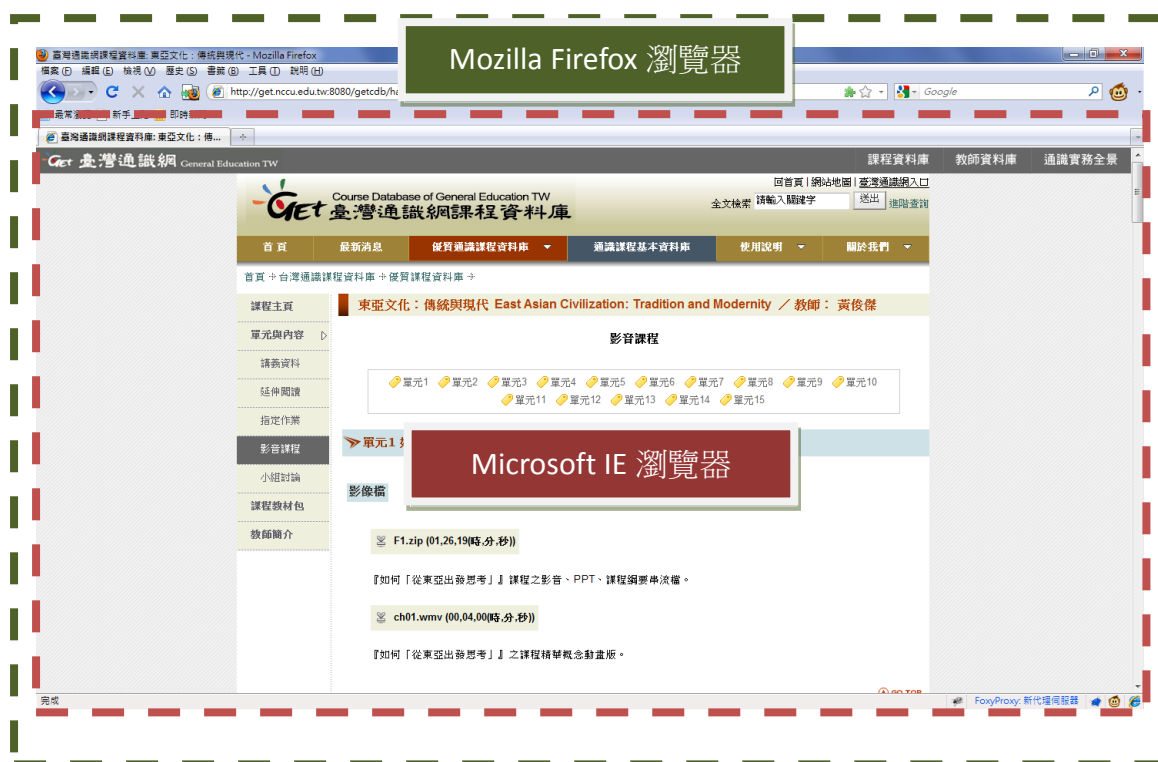 Mozilla Firefox 瀏覽器
臺灣通識網課程資料庫: 東亞文化：傳統與現代 - Mozilla Firefox
檔案(F) 編輯(E) 檢視(V) 歷史(S) 書籤(B) 工具(T) 說明(H)
http://get.nccu.edu.tw:8080/getcdb/ha
Google
臺灣通識網課程資料庫: 東亞文化：傳...
Get 臺灣通識網 General Education TW 課程資料庫 教師資料庫 通識實務全景
回首頁 | 網站地圖 | 臺灣通識網入口
GET Course Database of General Education TW
臺灣通識網課程資料庫
全文檢索 請輸入關鍵字 送出 進階查詢
首 頁 最新消息 優質通識課程資料庫 通識課程基本資料庫 使用說明 關於我們
首頁 → 台灣通識課程資料庫 → 優質課程資料庫 →
東亞文化：傳統與現代 East Asian Civilization: Tradition and Modernity ／ 教師： 黃俊傑
課程主頁
單元與內容
講義資料
延伸閱讀
指定作業
影音課程
小組討論
課程教材包
教師簡介
影音課程
單元1 單元2 單元3 單元4 單元5 單元6 單元7 單元8 單元9 單元10
單元11 單元12 單元13 單元14 單元15
單元1
Microsoft IE 瀏覽器
影像檔
F1.zip (01,26,19(時,分,秒))
『如何「從東亞出發思考」』課程之影音、PPT、課程綱要串流檔。
ch01.wmv (00,04,00(時,分,秒))
『如何「從東亞出發思考」』之課程精華概念動畫版。
GO TOP
完成
FoxyProxy: 新代理伺服器